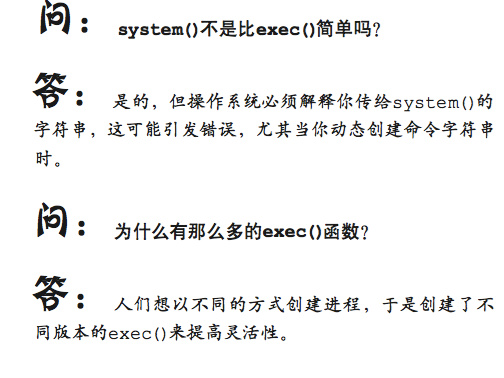 问： system()不是比exec()简单吗？
答： 是的，但操作系统必须解释你传给system()的
字符串，这可能引发错误，尤其当你动态创建命令字符串
时。
问： 为什么有那么多的exec()函数？
答： 人们想以不同的方式创建进程，于是创建了不
同版本的exec()来提高灵活性。